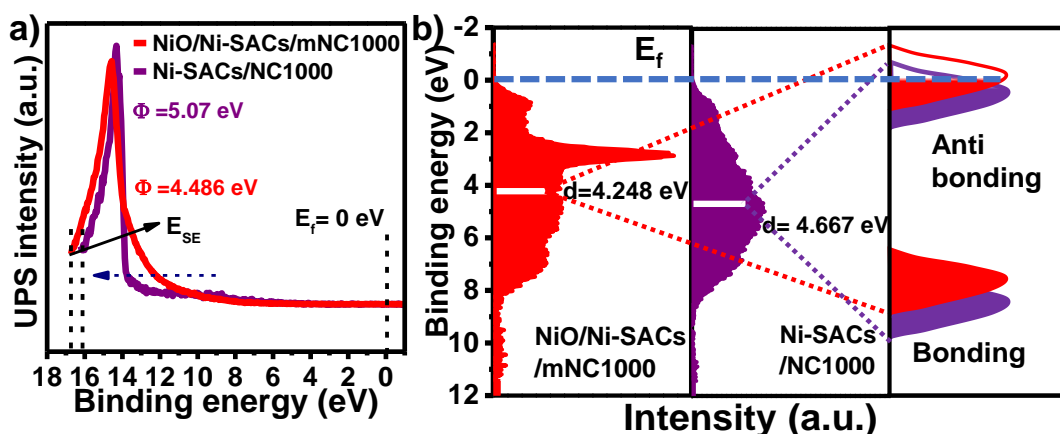 a)
UPS intensity (a.u.)
NiO/Ni-SACs/mNC1000
Ni-SACs/NC1000
Φ =5.07 eV
Φ =4.486 eV
E_SE
E_f= 0 eV
18 16 14 12 10 8 6 4 2 0
Binding energy (eV)
b)
Binding energy (eV)
-2
0
2
4
6
8
10
12
E_f
d=4.248 eV
d= 4.667 eV
NiO/Ni-SACs
/mNC1000
Ni-SACs
/NC1000
Anti
bonding
Bonding
Intensity (a.u.)